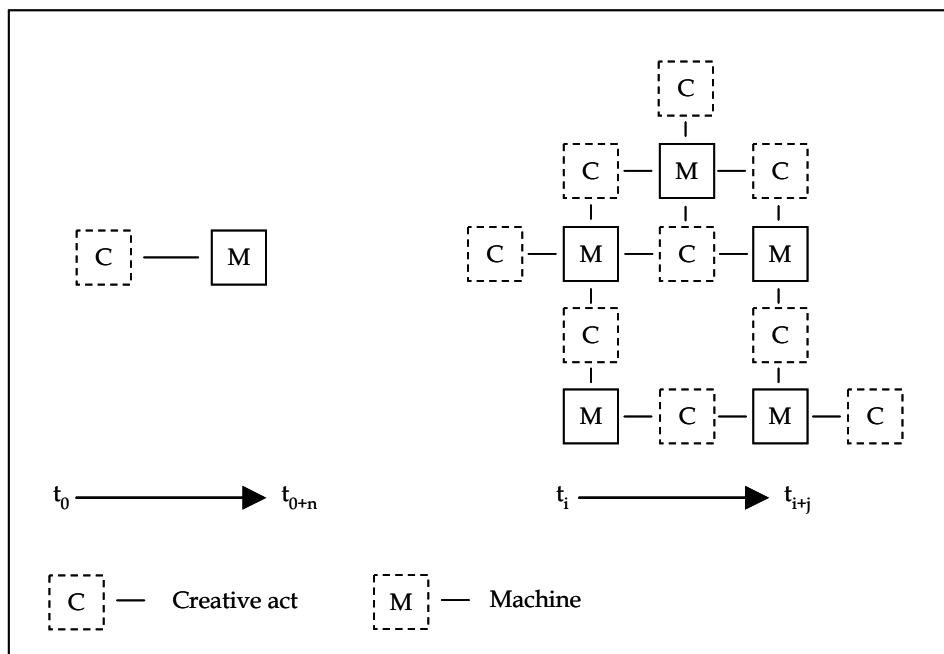 C
C M C
C M
C M C M
C C
M C M C
t0 t0+n ti ti+j
C — Creative act M — Machine